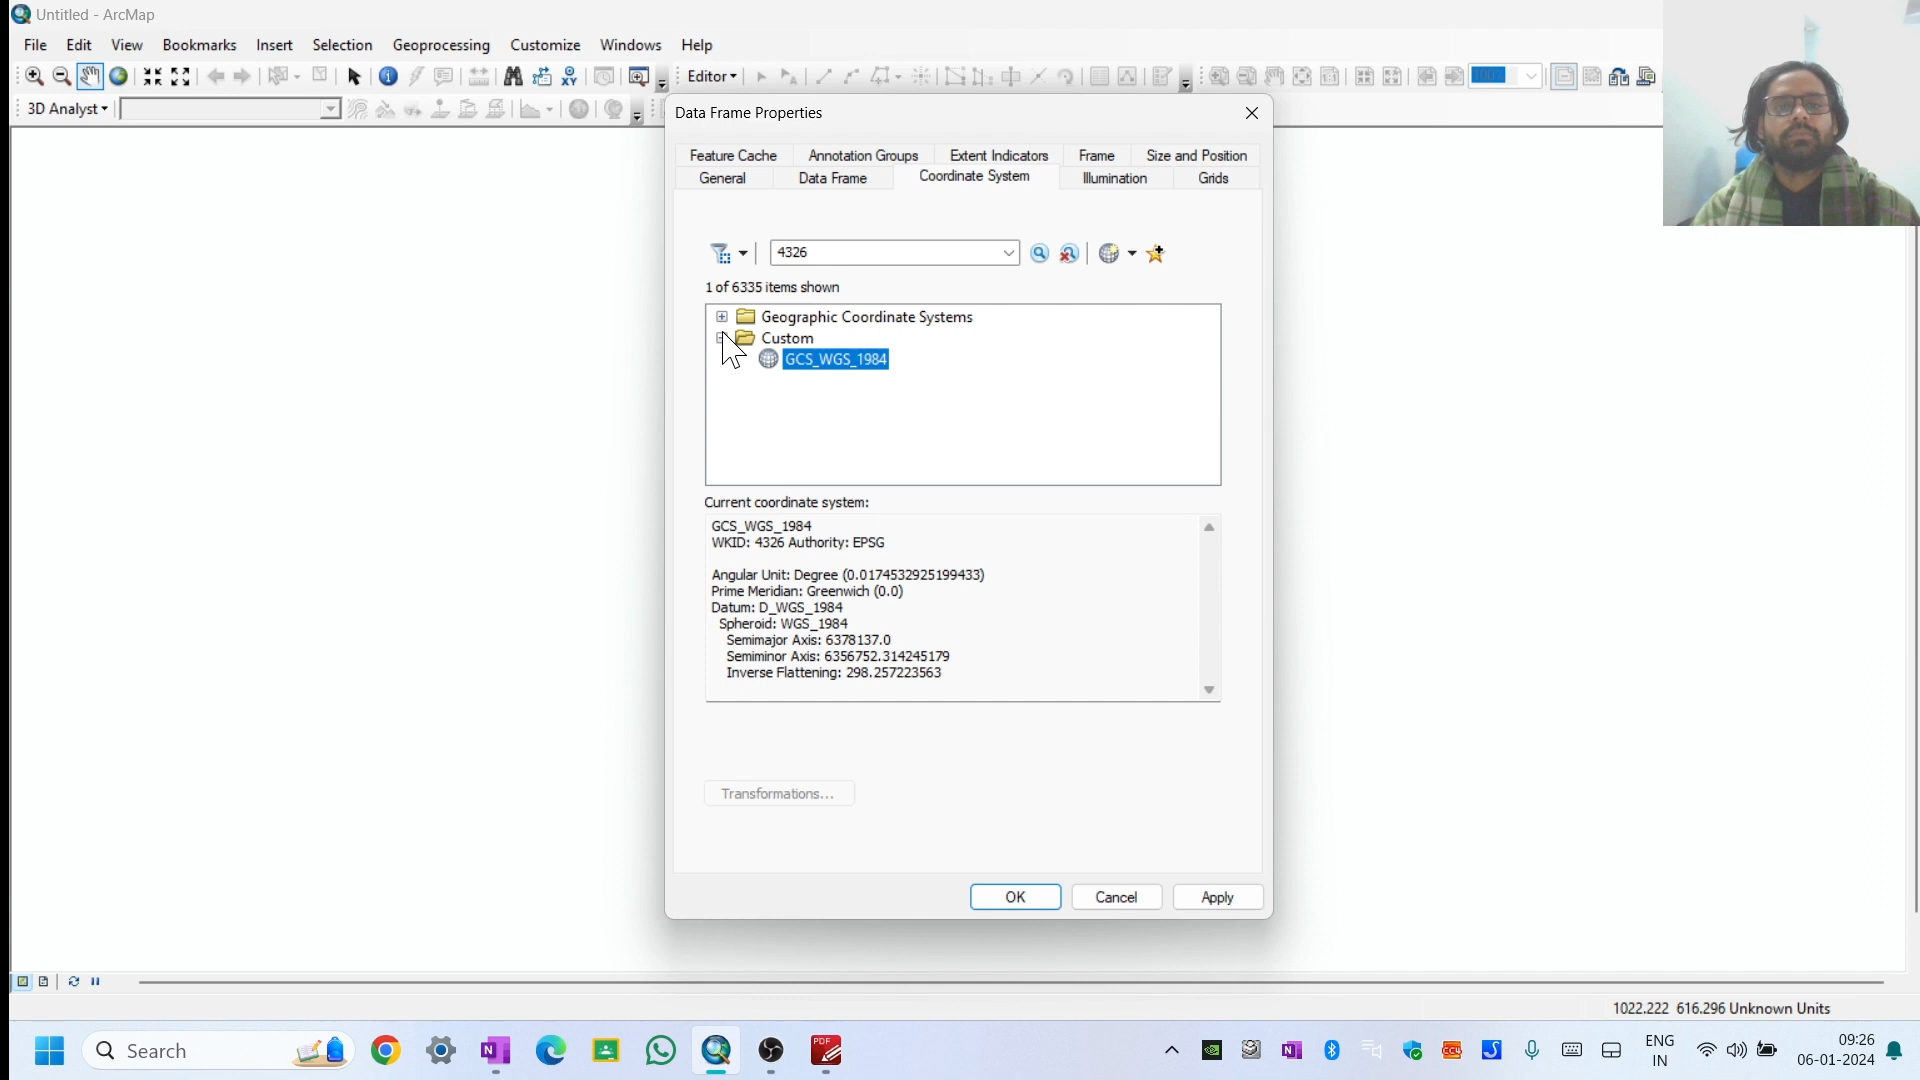 Untitled - ArcMap
File Edit View Bookmarks Insert Selection Geoprocessing Customize Windows Help
Editor
3D Analyst
Data Frame Properties
Feature Cache Annotation Groups Extent Indicators Frame Size and Position
General Data Frame Coordinate System Illumination Grids
4326
1 of 6335 items shown
Geographic Coordinate Systems
Custom
GCS_WGS_1984
Current coordinate system:
GCS_WGS_1984
WKID: 4326 Authority: EPSG
Angular Unit: Degree (0.0174532925199433)
Prime Meridian: Greenwich (0.0)
Datum: D_WGS_1984
Spheroid: WGS_1984
Semimajor Axis: 6378137.0
Semiminor Axis: 6356752.314245179
Inverse Flattening: 298.257223563
Transformations...
OK Cancel Apply
1022.222 616.296 Unknown Units
Search
PDF
ENG
IN
09:26
06-01-2024